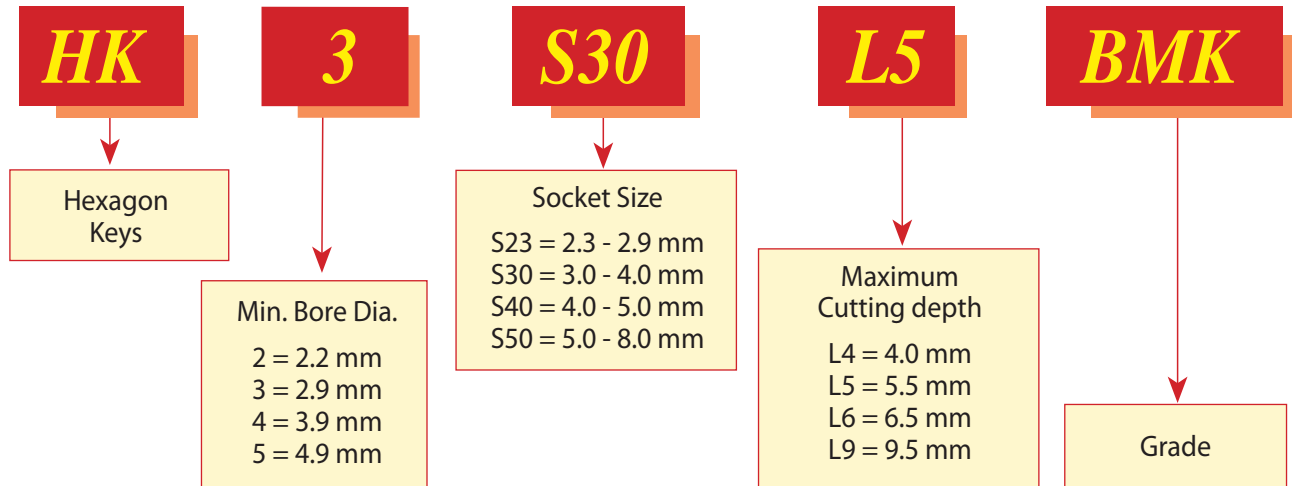 HK 3 S30 L5 BMK
Hexagon
Keys
Min. Bore Dia.
2 = 2.2 mm
3 = 2.9 mm
4 = 3.9 mm
5 = 4.9 mm
Socket Size
S23 = 2.3 - 2.9 mm
S30 = 3.0 - 4.0 mm
S40 = 4.0 - 5.0 mm
S50 = 5.0 - 8.0 mm
Maximum
Cutting depth
L4 = 4.0 mm
L5 = 5.5 mm
L6 = 6.5 mm
L9 = 9.5 mm
Grade